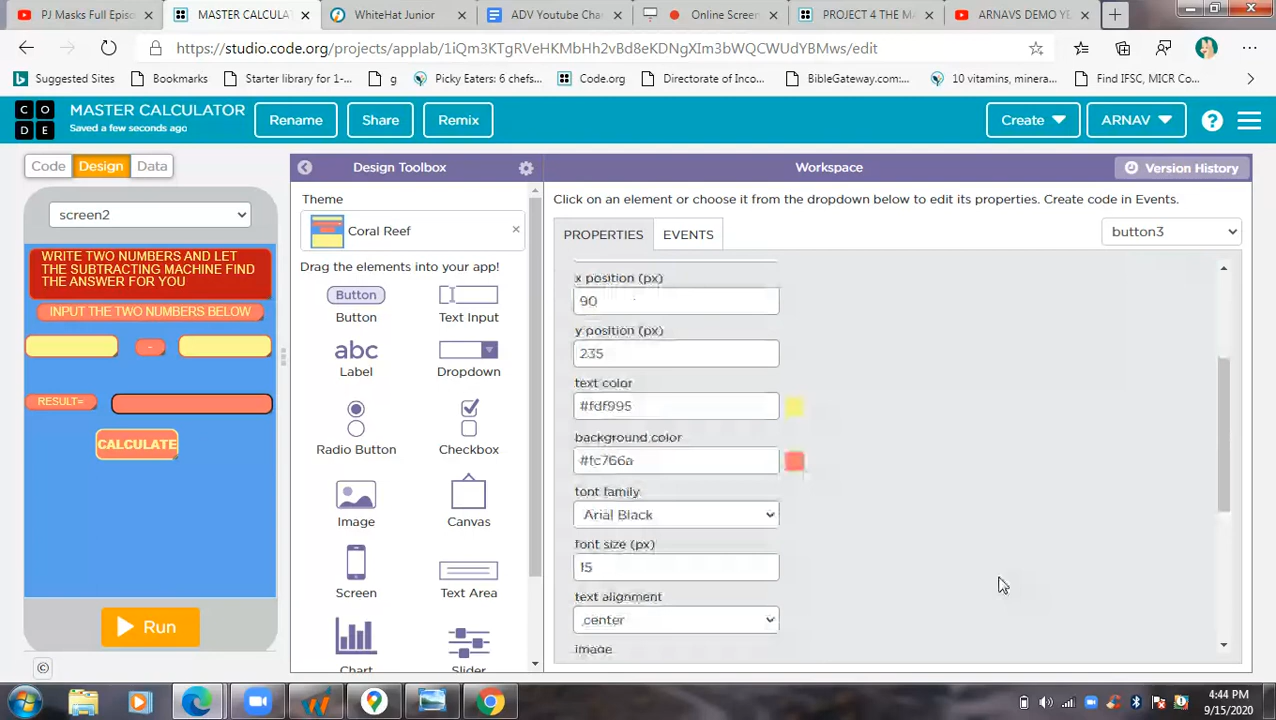 PJ Masks Full Episo
MASTER CALCULAT
WhiteHat Junior
ADV Youtube Cha
Online Screen
PROJECT 4 THE MA
ARNAVS DEMO YE
https://studio.code.org/projects/applab/1iQm3KTgRVeHKMbHh2vBd8eKDNgXIm3bWQCWUdYBMws/edit
Suggested Sites
Bookmarks
Starter library for 1-...
g
Picky Eaters: 6 chefs...
Code.org
Directorate of Inco...
BibleGateway.com:...
10 vitamins, minera...
Find IFSC, MICR Co...
C O
D E
MASTER CALCULATOR
Saved a few seconds ago
Rename
Share
Remix
Create
ARNAV
?
Code
Design
Data
Design Toolbox
Workspace
Version History
screen2
WRITE TWO NUMBERS AND LET
THE SUBTRACTING MACHINE FIND
THE ANSWER FOR YOU
INPUT THE TWO NUMBERS BELOW
-
RESULT=
CALCULATE
Run
©
Theme
Coral Reef
Drag the elements into your app!
Button
Button
Text Input
abc
Label
Dropdown
Radio Button
Checkbox
Image
Canvas
Screen
Text Area
Chart
Slider
Click on an element or choose it from the dropdown below to edit its properties. Create code in Events.
PROPERTIES
EVENTS
button3
x position (px)
90
y position (px)
235
text color
#fdf995
background color
#fc766a
font family
Arial Black
font size (px)
15
text alignment
center
image
4:44 PM
9/15/2020